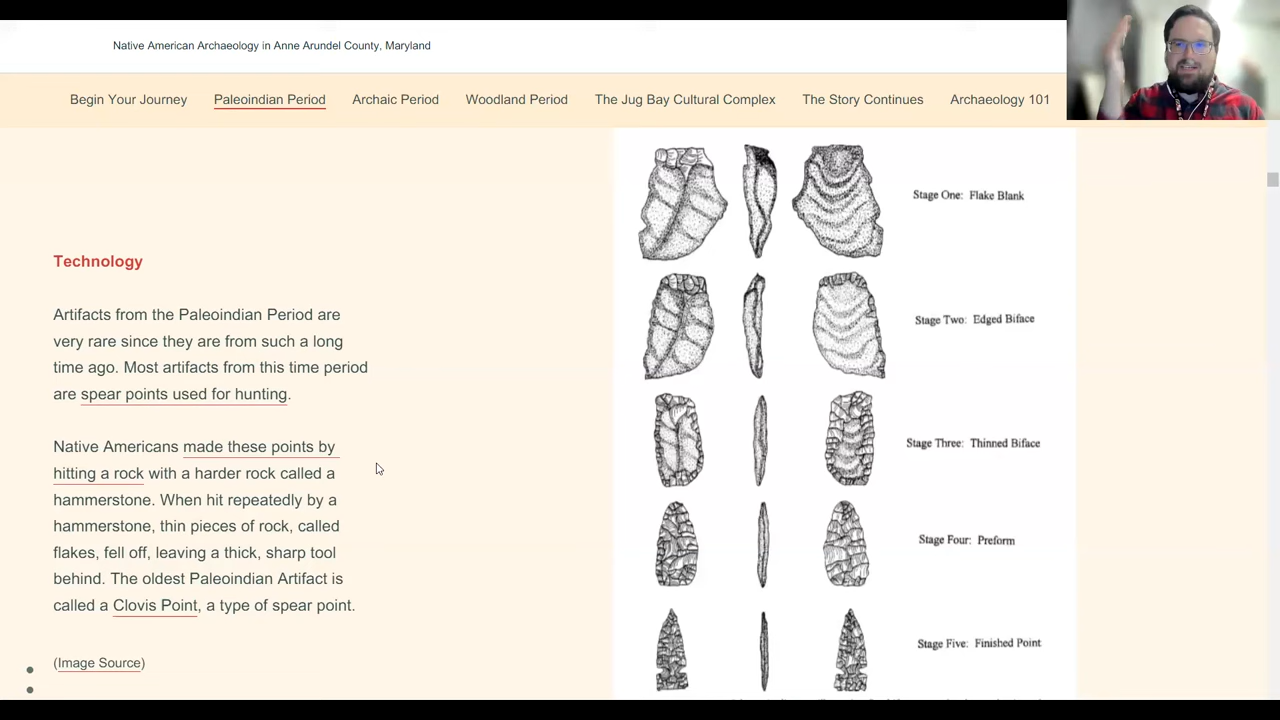 Native American Archaeology in Anne Arundel County, Maryland
Begin Your Journey
Paleoindian Period
Archaic Period
Woodland Period
The Jug Bay Cultural Complex
The Story Continues
Archaeology 101
Technology
Artifacts from the Paleoindian Period are
very rare since they are from such a long
time ago. Most artifacts from this time period
are spear points used for hunting.
Native Americans made these points by
hitting a rock with a harder rock called a
hammerstone. When hit repeatedly by a
hammerstone, thin pieces of rock, called
flakes, fell off, leaving a thick, sharp tool
behind. The oldest Paleoindian Artifact is
called a Clovis Point, a type of spear point.
(Image Source)
Stage One: Flake Blank
Stage Two: Edged Biface
Stage Three: Thinned Biface
Stage Four: Preform
Stage Five: Finished Point